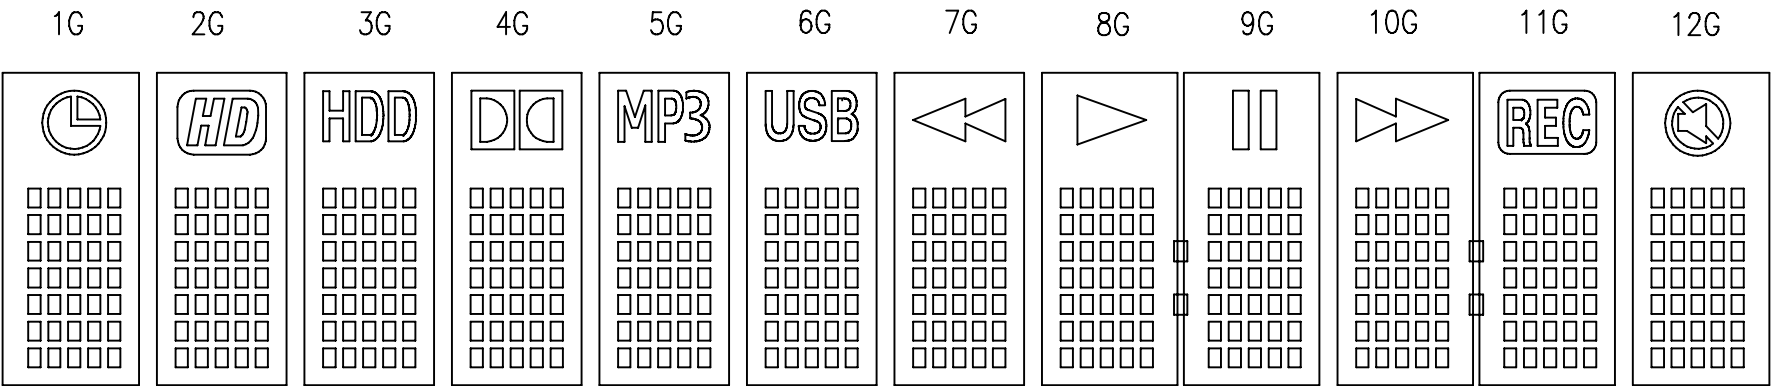 1G 2G 3G 4G 5G 6G 7G 8G 9G 10G 11G 12G
HD HDD MP3 USB REC